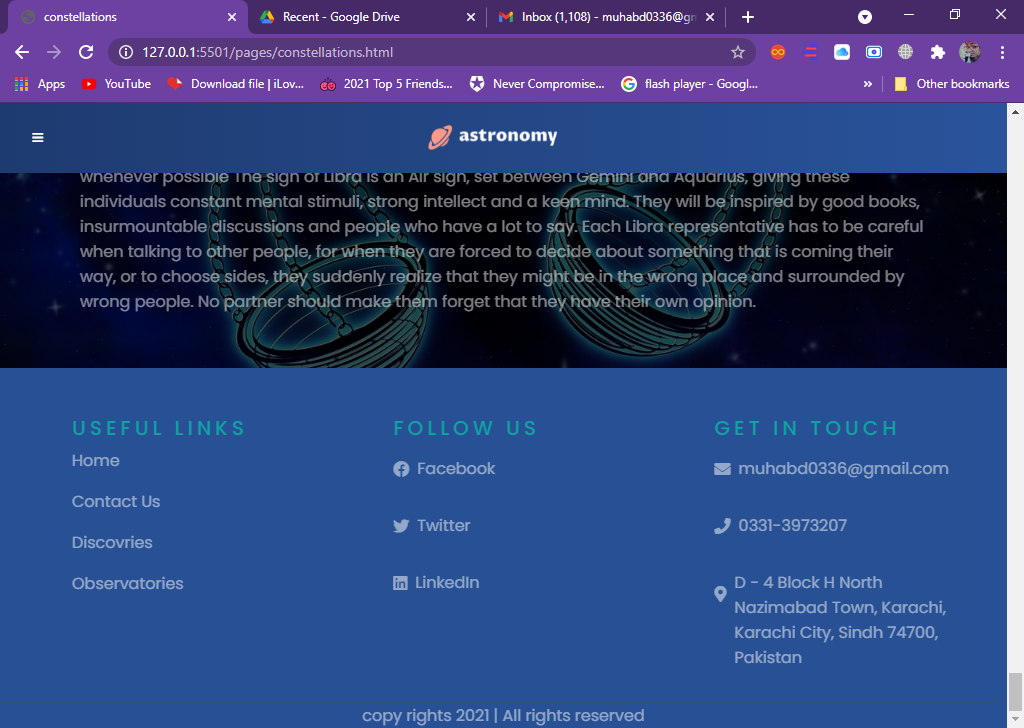 constellations
Recent - Google Drive
Inbox (1,108) - muhabd0336@gm
127.0.0.1:5501/pages/constellations.html
Apps
YouTube
Download file | iLov...
2021 Top 5 Friends...
Never Compromise...
flash player - Googl...
»
Other bookmarks
astronomy
whenever possible The sign of Libra is an Air sign, set between Gemini and Aquarius, giving these
individuals constant mental stimuli, strong intellect and a keen mind. They will be inspired by good books,
insurmountable discussions and people who have a lot to say. Each Libra representative has to be careful
when talking to other people, for when they are forced to decide about something that is coming their
way, or to choose sides, they suddenly realize that they might be in the wrong place and surrounded by
wrong people. No partner should make them forget that they have their own opinion.
USEFUL LINKS
Home
Contact Us
Discovries
Observatories
FOLLOW US
Facebook
Twitter
LinkedIn
GET IN TOUCH
muhabd0336@gmail.com
0331-3973207
D - 4 Block H North
Nazimabad Town, Karachi,
Karachi City, Sindh 74700,
Pakistan
copy rights 2021 | All rights reserved